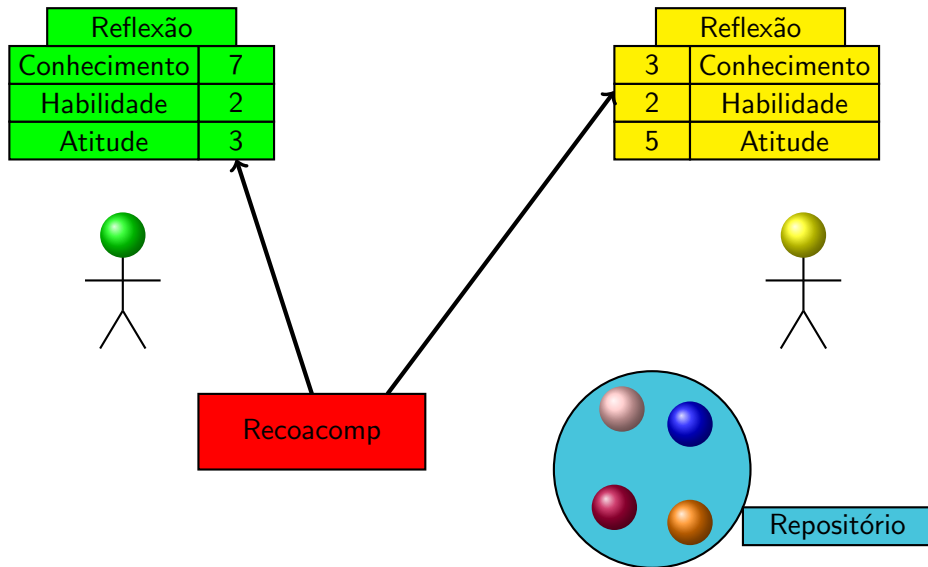 Reflexão
Conhecimento 7
Habilidade 2
Atitude 3
Reflexão
3 Conhecimento
2 Habilidade
5 Atitude
Recoacomp
Repositório